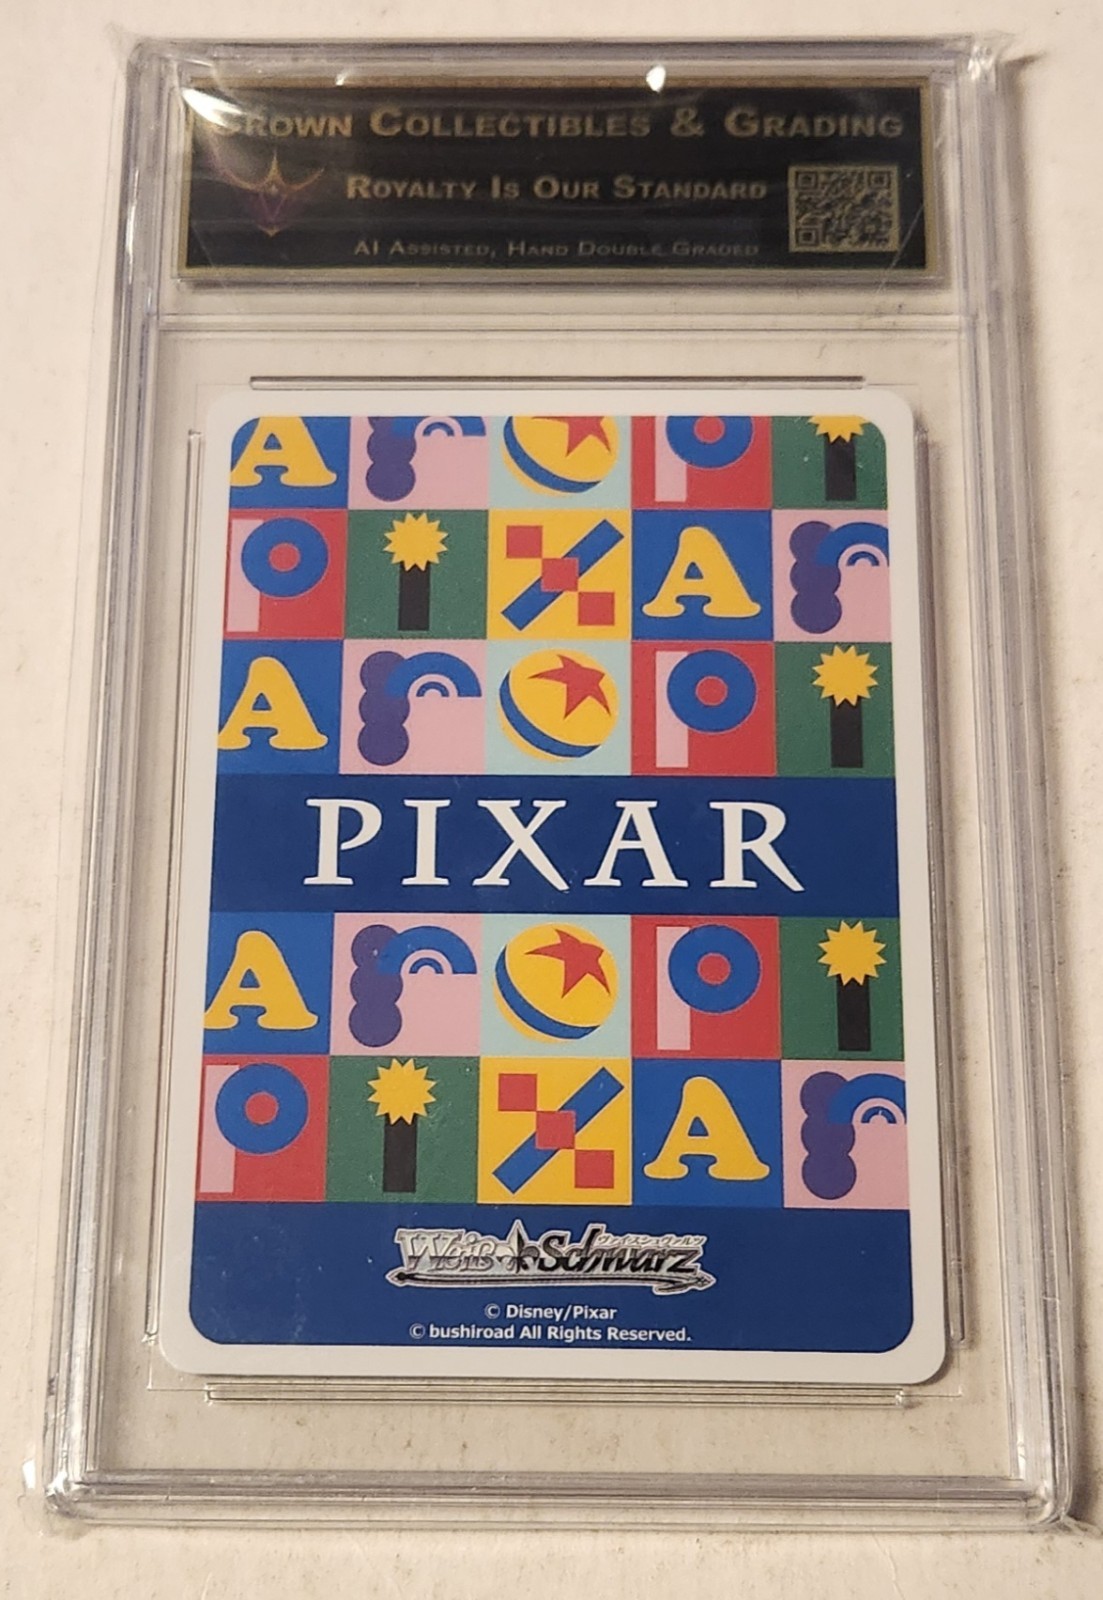 Crown Collectibles & Grading
Royalty Is Our Standard
AI Assisted, Hand Double Graded
PIXAR
Weiß Schwarz
ヴァイスシュヴァルツ
© Disney/Pixar
© bushiroad All Rights Reserved.